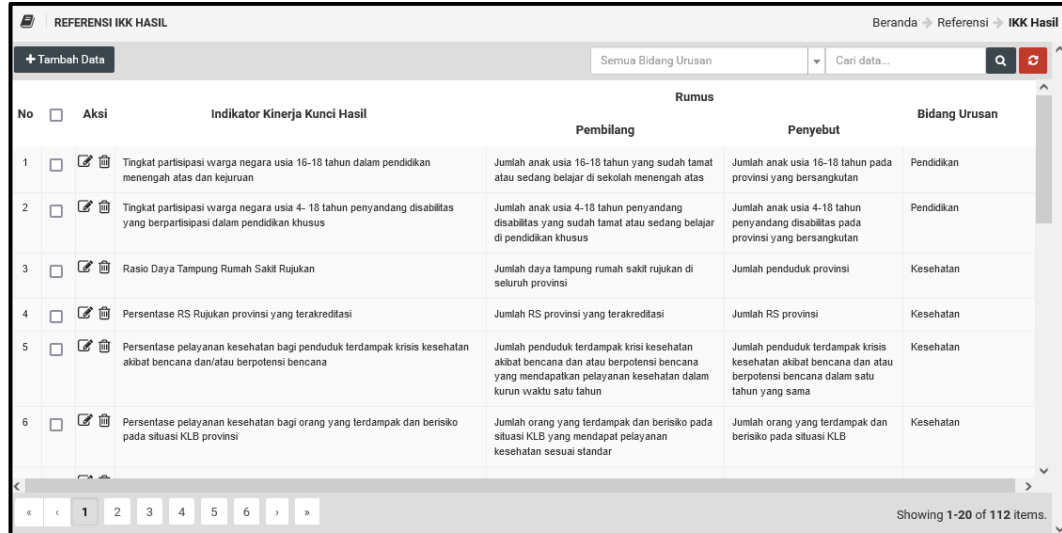 REFERENSI IKK HASIL
Beranda Referensi IKK Hasil
Tambah Data
Semua Bidang Urusan
Cari data...
No Aksi Indikator Kinerja Kunci Hasil Rumus Bidang Urusan
Pembilang Penyebut
1 Tingkat partisipasi warga negara usia 16-18 tahun dalam pendidikan
menengah atas dan kejuruan
Jumlah anak usia 16-18 tahun yang sudah tamat
atau sedang belajar di sekolah menengah atas
Jumlah anak usia 16-18 tahun pada
provinsi yang bersangkutan
Pendidikan
2 Tingkat partisipasi warga negara usia 4- 18 tahun penyandang disabilitas
yang berpartisipasi dalam pendidikan khusus
Jumlah anak usia 4-18 tahun penyandang
disabilitas yang sudah tamat atau sedang belajar
di pendidikan khusus
Jumlah anak usia 4-18 tahun
penyandang disabilitas pada
provinsi yang bersangkutan
Pendidikan
3 Rasio Daya Tampung Rumah Sakit Rujukan
Jumlah daya tampung rumah sakit rujukan di
seluruh provinsi
Jumlah penduduk provinsi
Kesehatan
4 Persentase RS Rujukan provinsi yang terakreditasi
Jumlah RS provinsi yang terakreditasi
Jumlah RS provinsi
Kesehatan
5 Persentase pelayanan kesehatan bagi penduduk terdampak krisis kesehatan
akibat bencana dan/atau berpotensi bencana
Jumlah penduduk terdampak krisi kesehatan
akibat bencana dan atau berpotensi bencana
yang mendapatkan pelayanan kesehatan dalam
kurun waktu satu tahun
Jumlah penduduk terdampak krisis
kesehatan akibat bencana dan atau
berpotensi bencana dalam satu
tahun yang sama
Kesehatan
6 Persentase pelayanan kesehatan bagi orang yang terdampak dan berisiko
pada situasi KLB provinsi
Jumlah orang yang terdampak dan berisiko pada
situasi KLB yang mendapat pelayanan
kesehatan sesuai standar
Jumlah orang yang terdampak dan
berisiko pada situasi KLB
Kesehatan
« ‹ 1 2 3 4 5 6 › »
Showing 1-20 of 112 items.